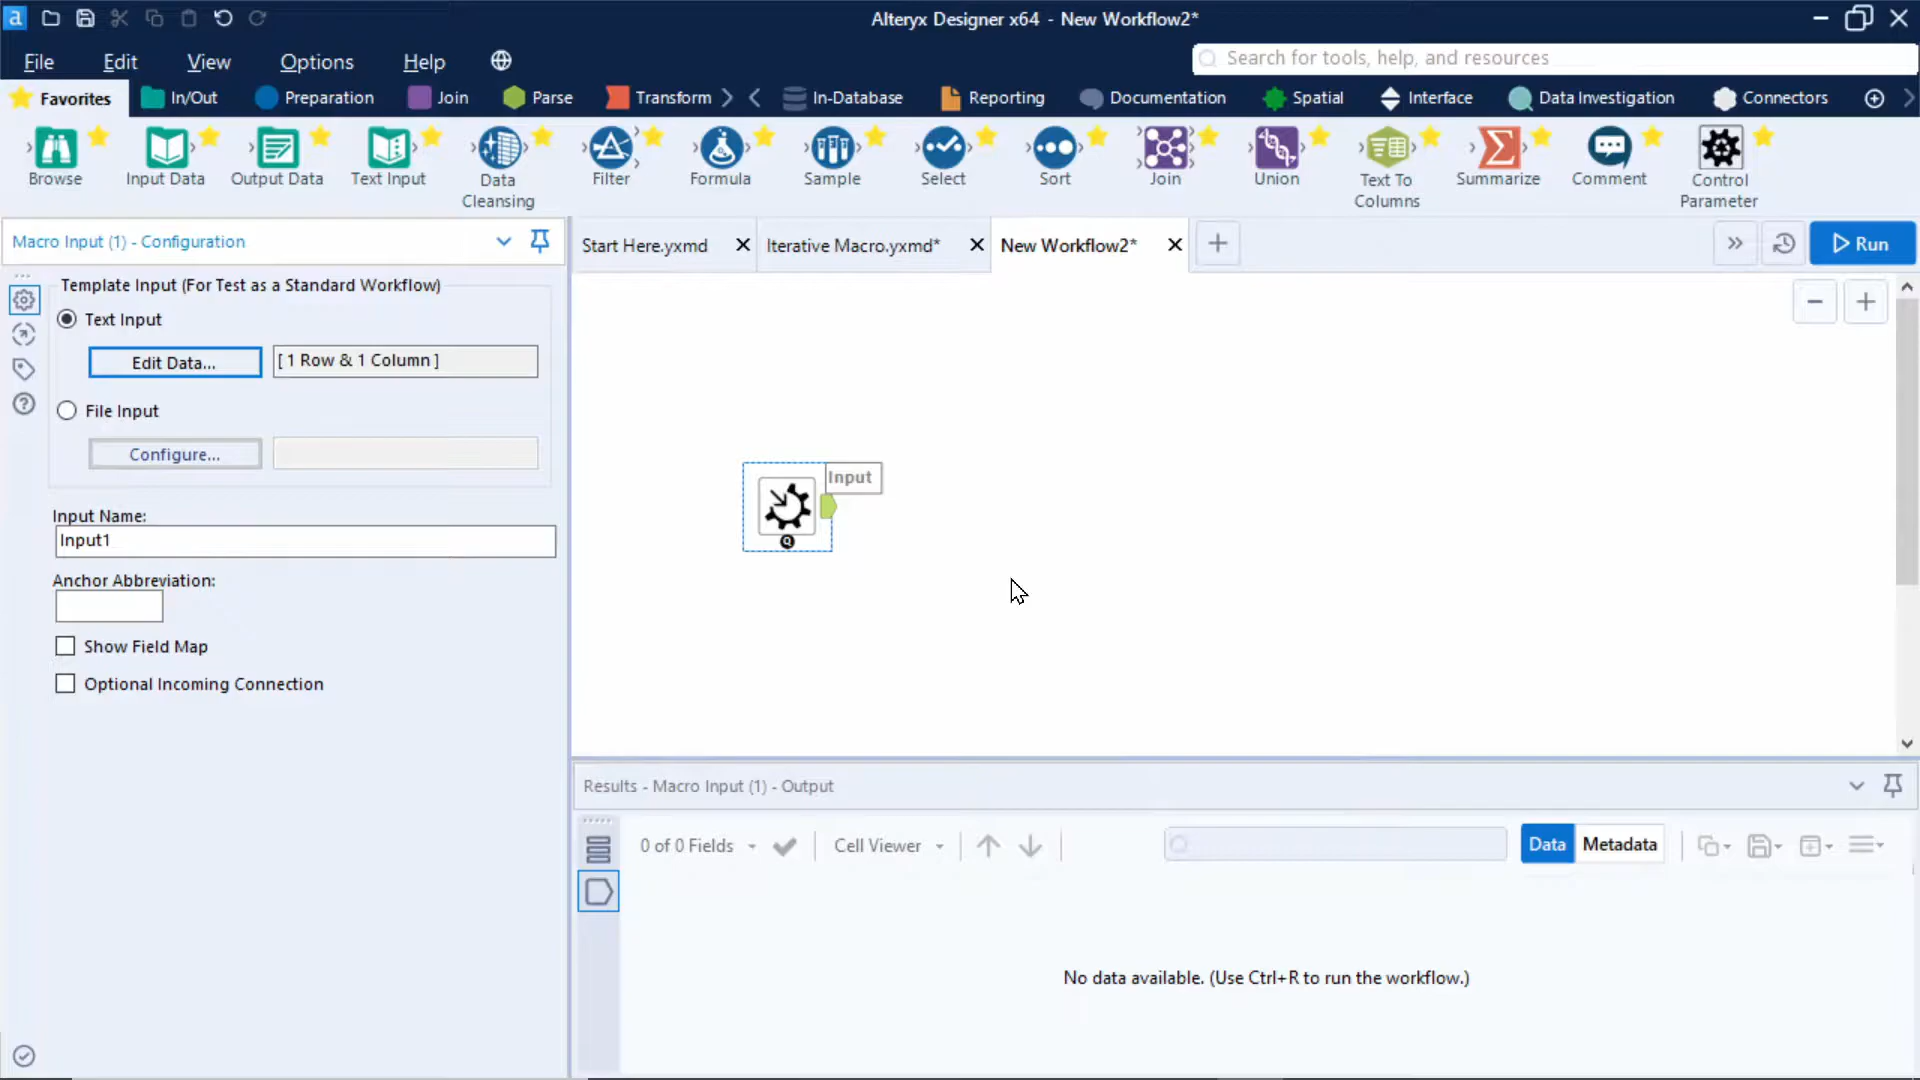 a
Alteryx Designer x64 - New Workflow2*
File Edit View Options Help
Search for tools, help, and resources
Favorites In/Out Preparation Join Parse Transform In-Database Reporting Documentation Spatial Interface Data Investigation Connectors
Browse Input Data Output Data Text Input Data Cleansing Filter Formula Sample Select Sort Join Union Text To Columns Summarize Comment Control Parameter
Macro Input (1) - Configuration
Start Here.yxmd Iterative Macro.yxmd* New Workflow2*
Run
Template Input (For Test as a Standard Workflow)
Text Input
Edit Data... [ 1 Row & 1 Column ]
File Input
Configure...
Input Name:
Input1
Anchor Abbreviation:
Show Field Map
Optional Incoming Connection
Input
Q
Results - Macro Input (1) - Output
0 of 0 Fields Cell Viewer Data Metadata
No data available. (Use Ctrl+R to run the workflow.)